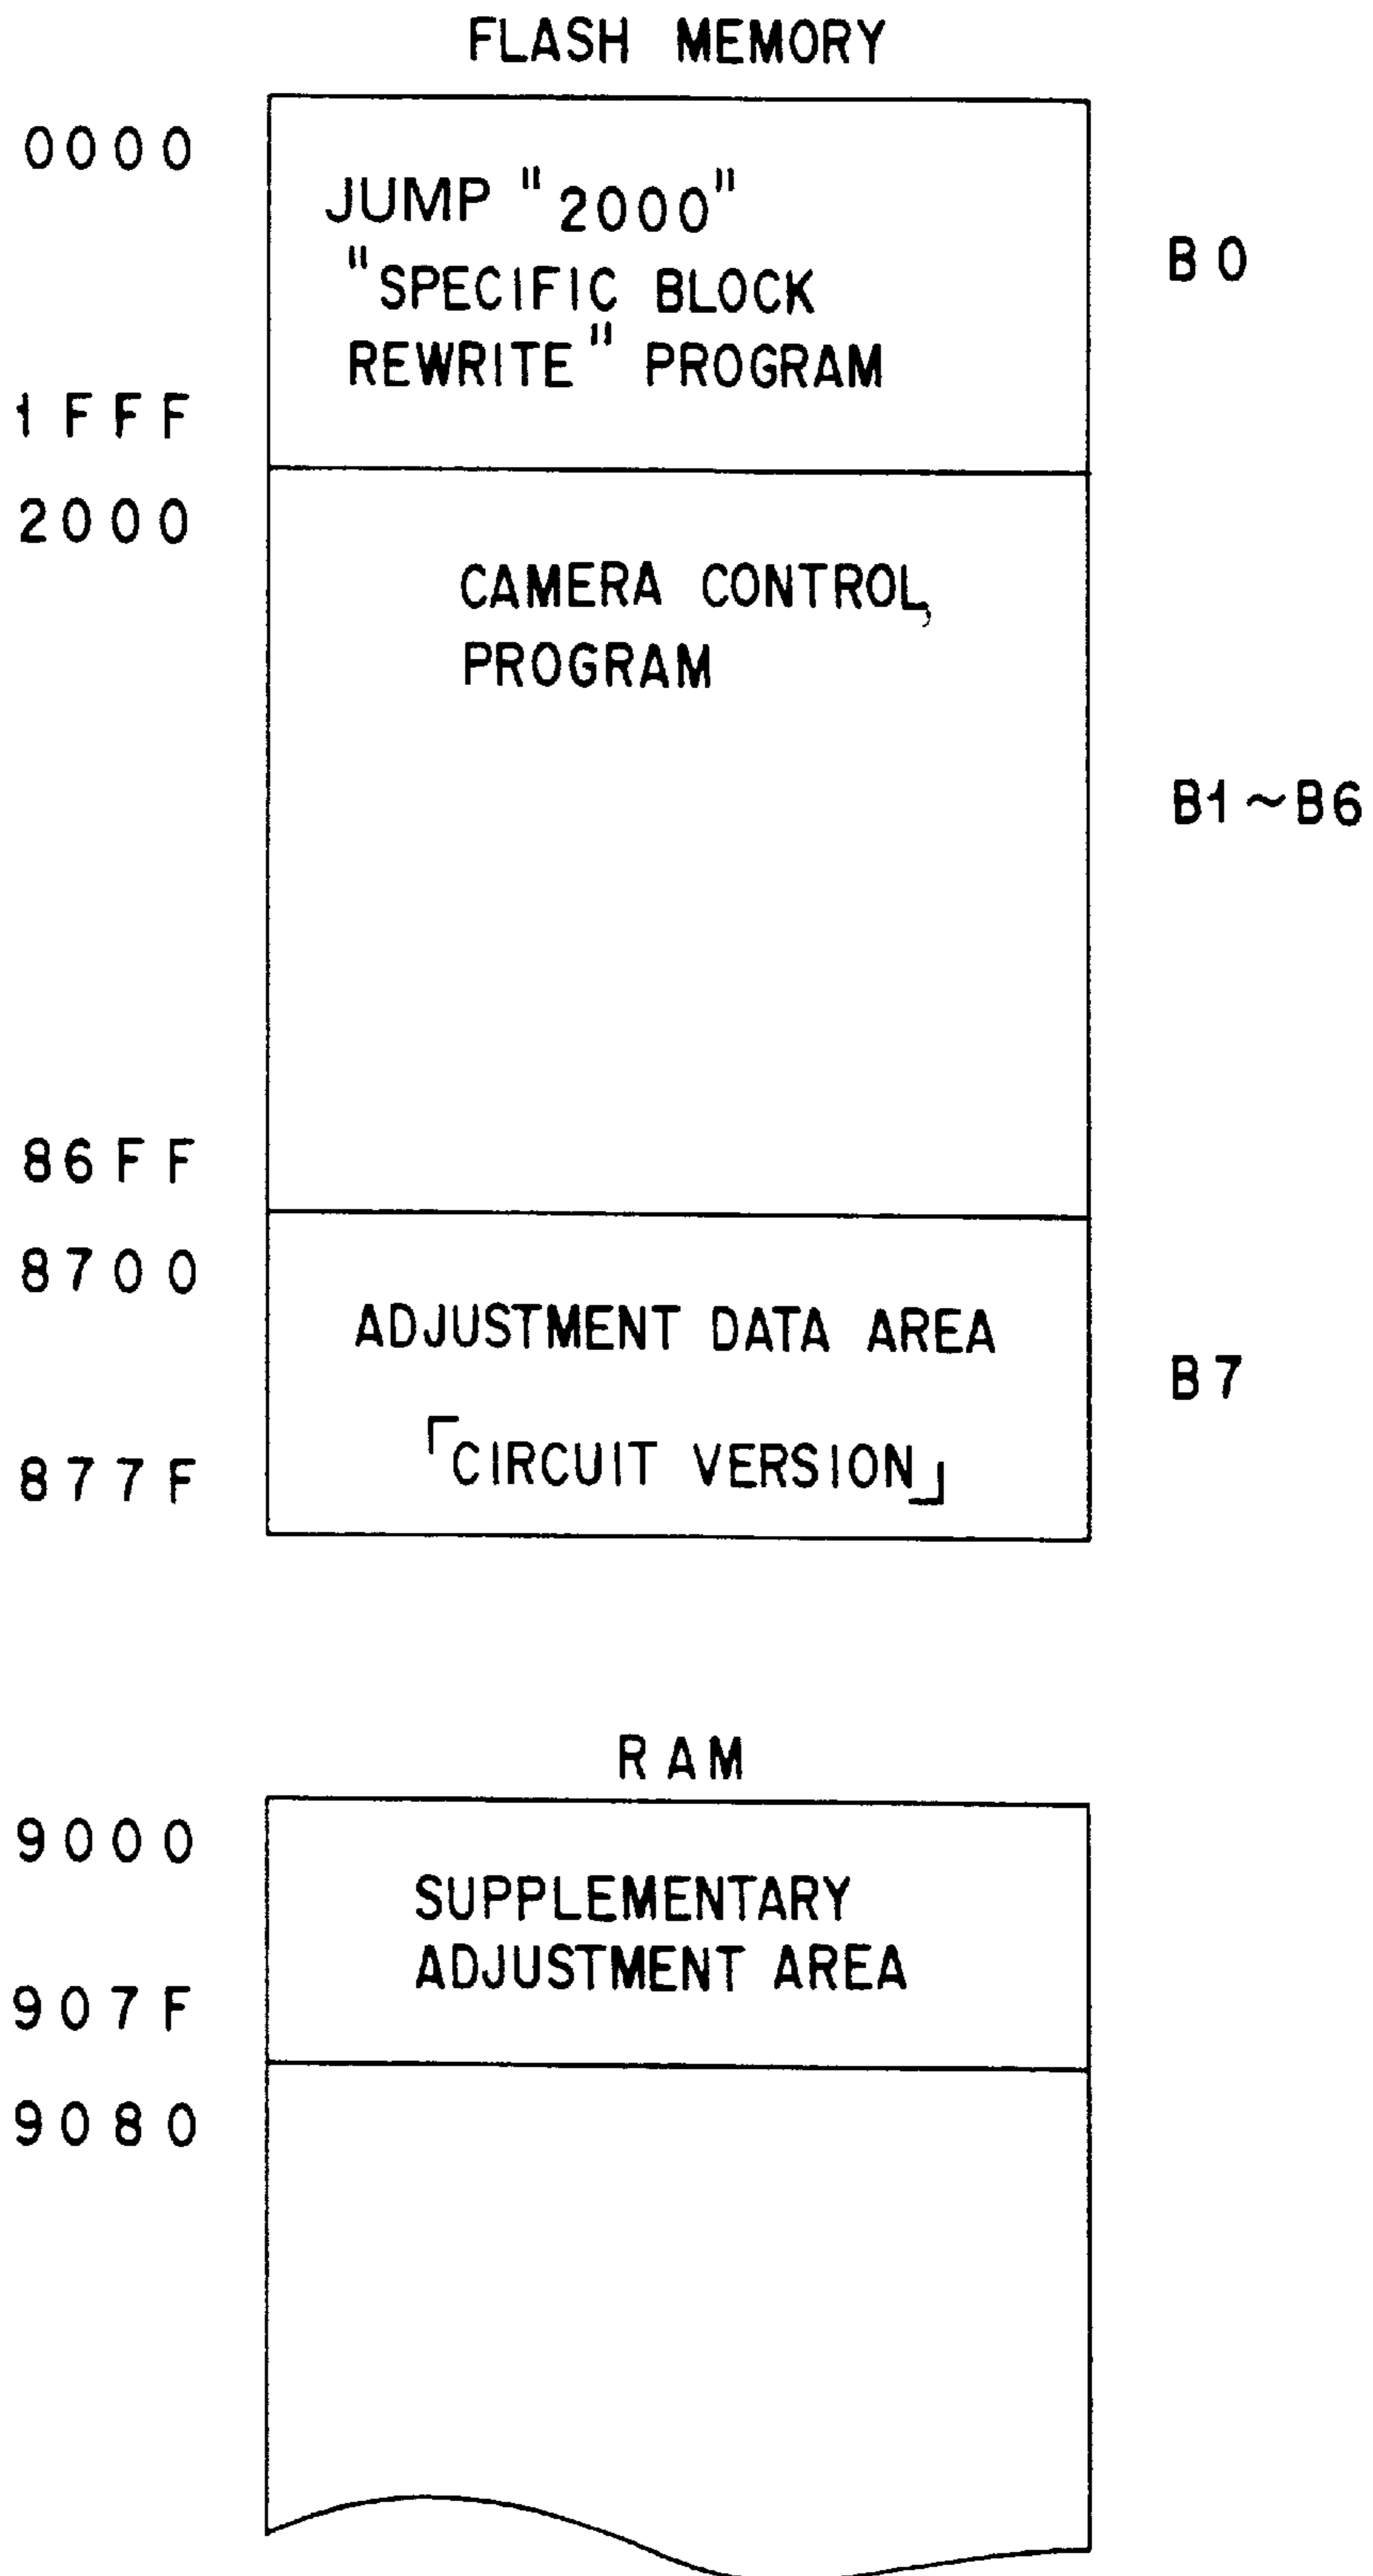 FLASH MEMORY
0000
JUMP "2000"
"SPECIFIC BLOCK
REWRITE" PROGRAM
B0
1FFF
2000
CAMERA CONTROL,
PROGRAM
B1~B6
86FF
8700
ADJUSTMENT DATA AREA
B7
「CIRCUIT VERSION」
877F
RAM
9000
SUPPLEMENTARY
ADJUSTMENT AREA
907F
9080